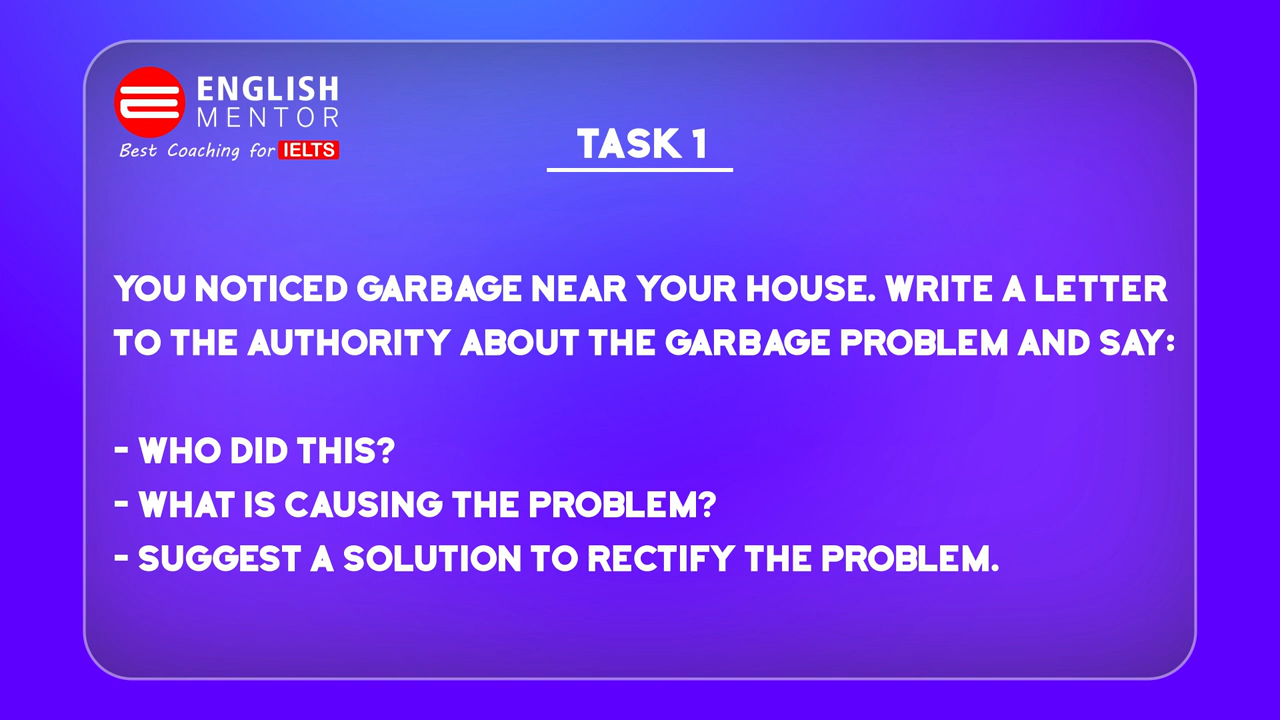 ENGLISH
MENTOR
Best Coaching for IELTS
TASK 1
YOU NOTICED GARBAGE NEAR YOUR HOUSE. WRITE A LETTER
TO THE AUTHORITY ABOUT THE GARBAGE PROBLEM AND SAY:
- WHO DID THIS?
- WHAT IS CAUSING THE PROBLEM?
- SUGGEST A SOLUTION TO RECTIFY THE PROBLEM.